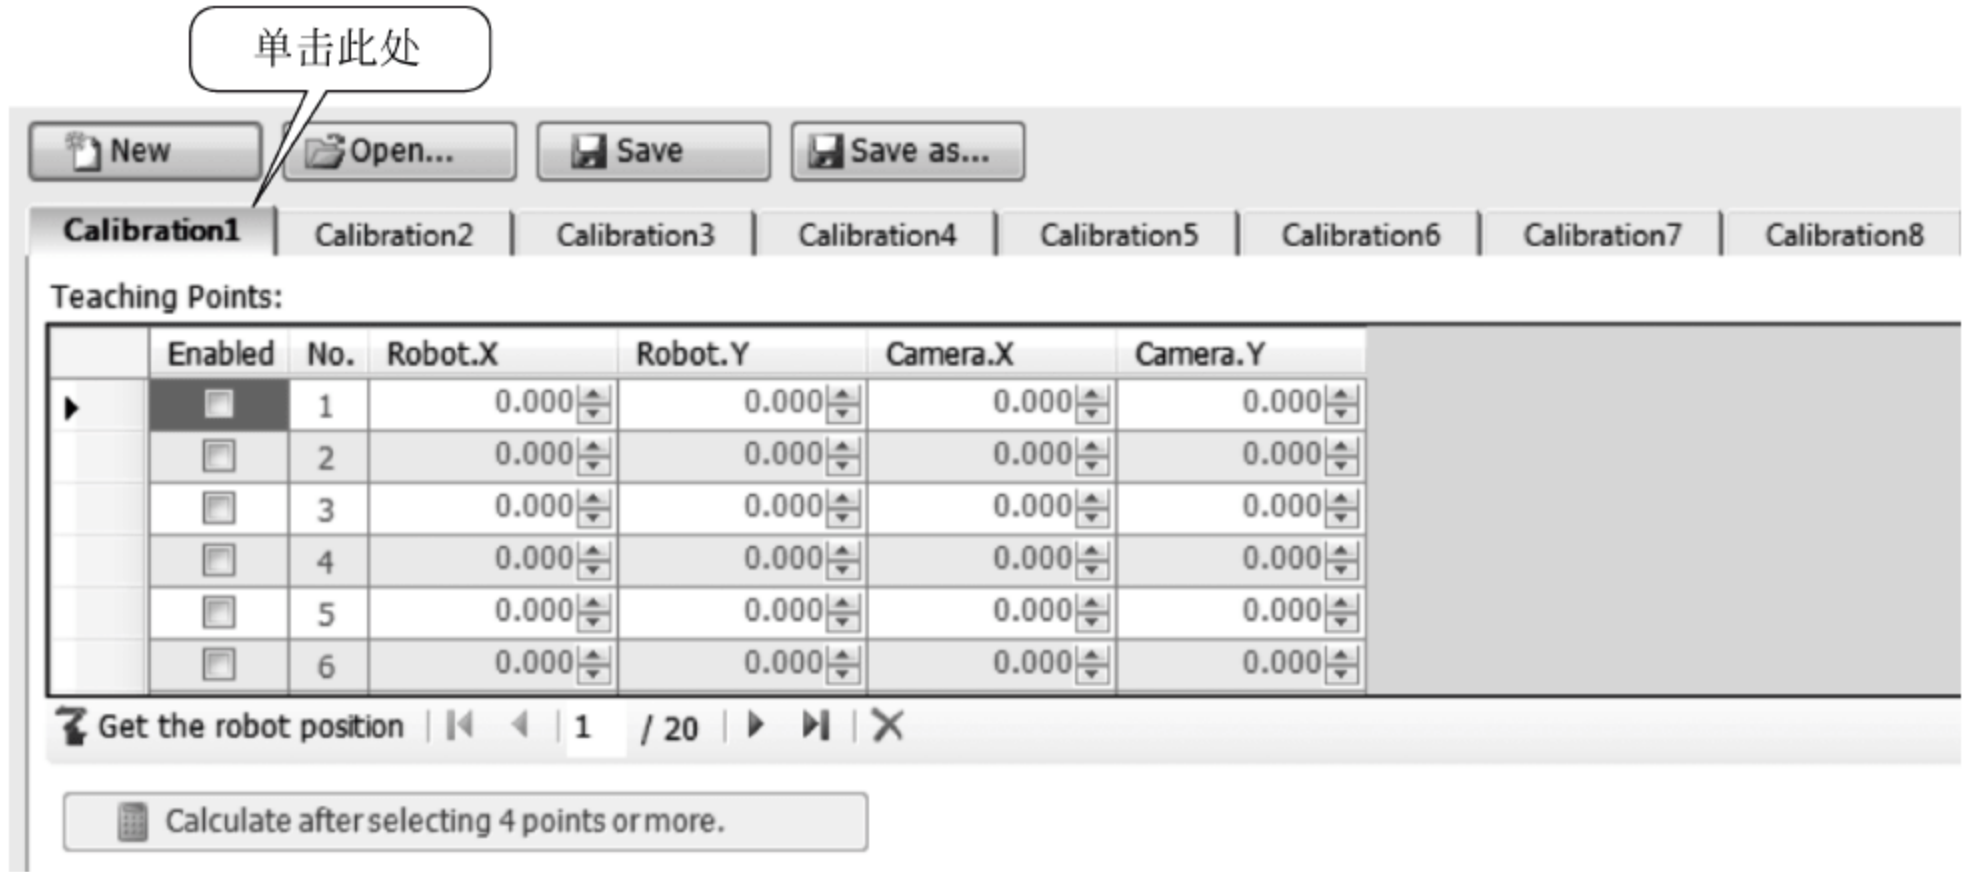 单击此处
New Open... Save Save as...
Calibration1 Calibration2 Calibration3 Calibration4 Calibration5 Calibration6 Calibration7 Calibration8
Teaching Points:
Enabled No. Robot.X Robot.Y Camera.X Camera.Y
1 0.000 0.000 0.000 0.000
2 0.000 0.000 0.000 0.000
3 0.000 0.000 0.000 0.000
4 0.000 0.000 0.000 0.000
5 0.000 0.000 0.000 0.000
6 0.000 0.000 0.000 0.000
Get the robot position 1 / 20
Calculate after selecting 4 points or more.